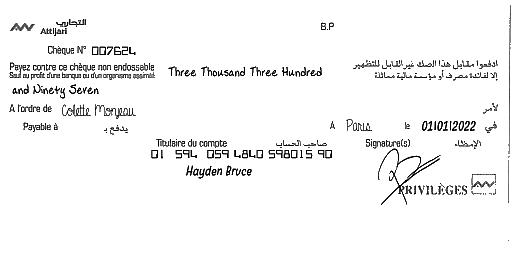 التجاري
Attijari
B.P
Chèque N° 007624
Payez contre ce chèque non endossable Three Thousand Three Hundred ادفعوا مقابل هذا الصك غير القابل للتظهير
Sauf au profit d'une banque ou d'un organisme assimilé إلا لفائدة مصرف أو مؤسسة مالية مماثلة
and Ninety Seven
A l'ordre de Colette Monjeau لأمر
Payable à يدفع بـ A Paris le 01/01/2022 في
Titulaire du compte صاحب الحساب Signature(s) الإمضاء
01 594 059 4840 598015 90
Hayden Bruce
PRIVILÈGES